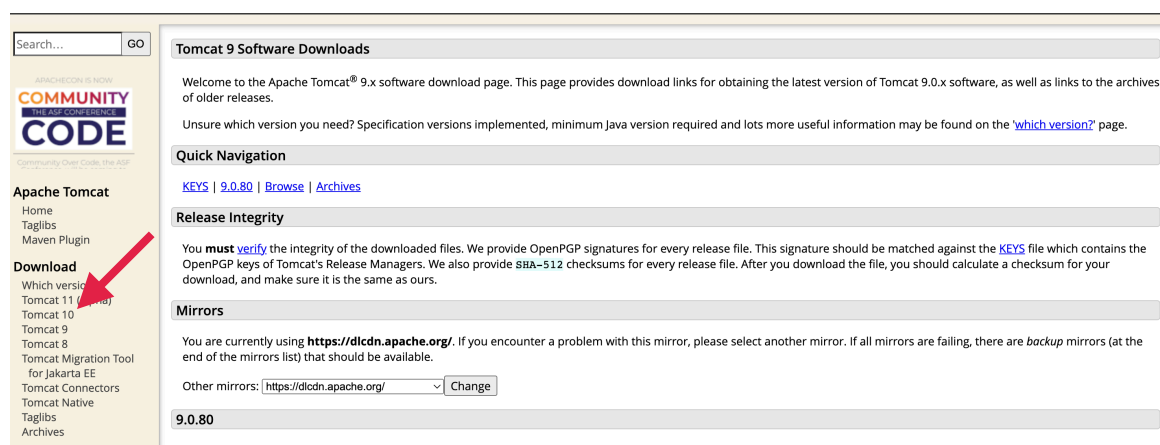 Search...
GO
APACHECON IS NOW
COMMUNITY
THE ASF CONFERENCE
CODE
Community Over Code, the ASF
Apache Tomcat
Home
Taglibs
Maven Plugin
Download
Which
Tomcat 11
Tomcat 10
Tomcat 9
Tomcat 8
Tomcat Migration Tool
for Jakarta EE
Tomcat Connectors
Tomcat Native
Taglibs
Archives
Tomcat 9 Software Downloads
Welcome to the Apache Tomcat® 9.x software download page. This page provides download links for obtaining the latest version of Tomcat 9.0.x software, as well as links to the archives
of older releases.
Unsure which version you need? Specification versions implemented, minimum Java version required and lots more useful information may be found on the 'which version?' page.
Quick Navigation
KEYS | 9.0.80 | Browse | Archives
Release Integrity
You must verify the integrity of the downloaded files. We provide OpenPGP signatures for every release file. This signature should be matched against the KEYS file which contains the
OpenPGP keys of Tomcat's Release Managers. We also provide SHA-512 checksums for every release file. After you download the file, you should calculate a checksum for your
download, and make sure it is the same as ours.
Mirrors
You are currently using https://dlcdn.apache.org/. If you encounter a problem with this mirror, please select another mirror. If all mirrors are failing, there are backup mirrors (at the
end of the mirrors list) that should be available.
Other mirrors: https://dlcdn.apache.org/ Change
9.0.80